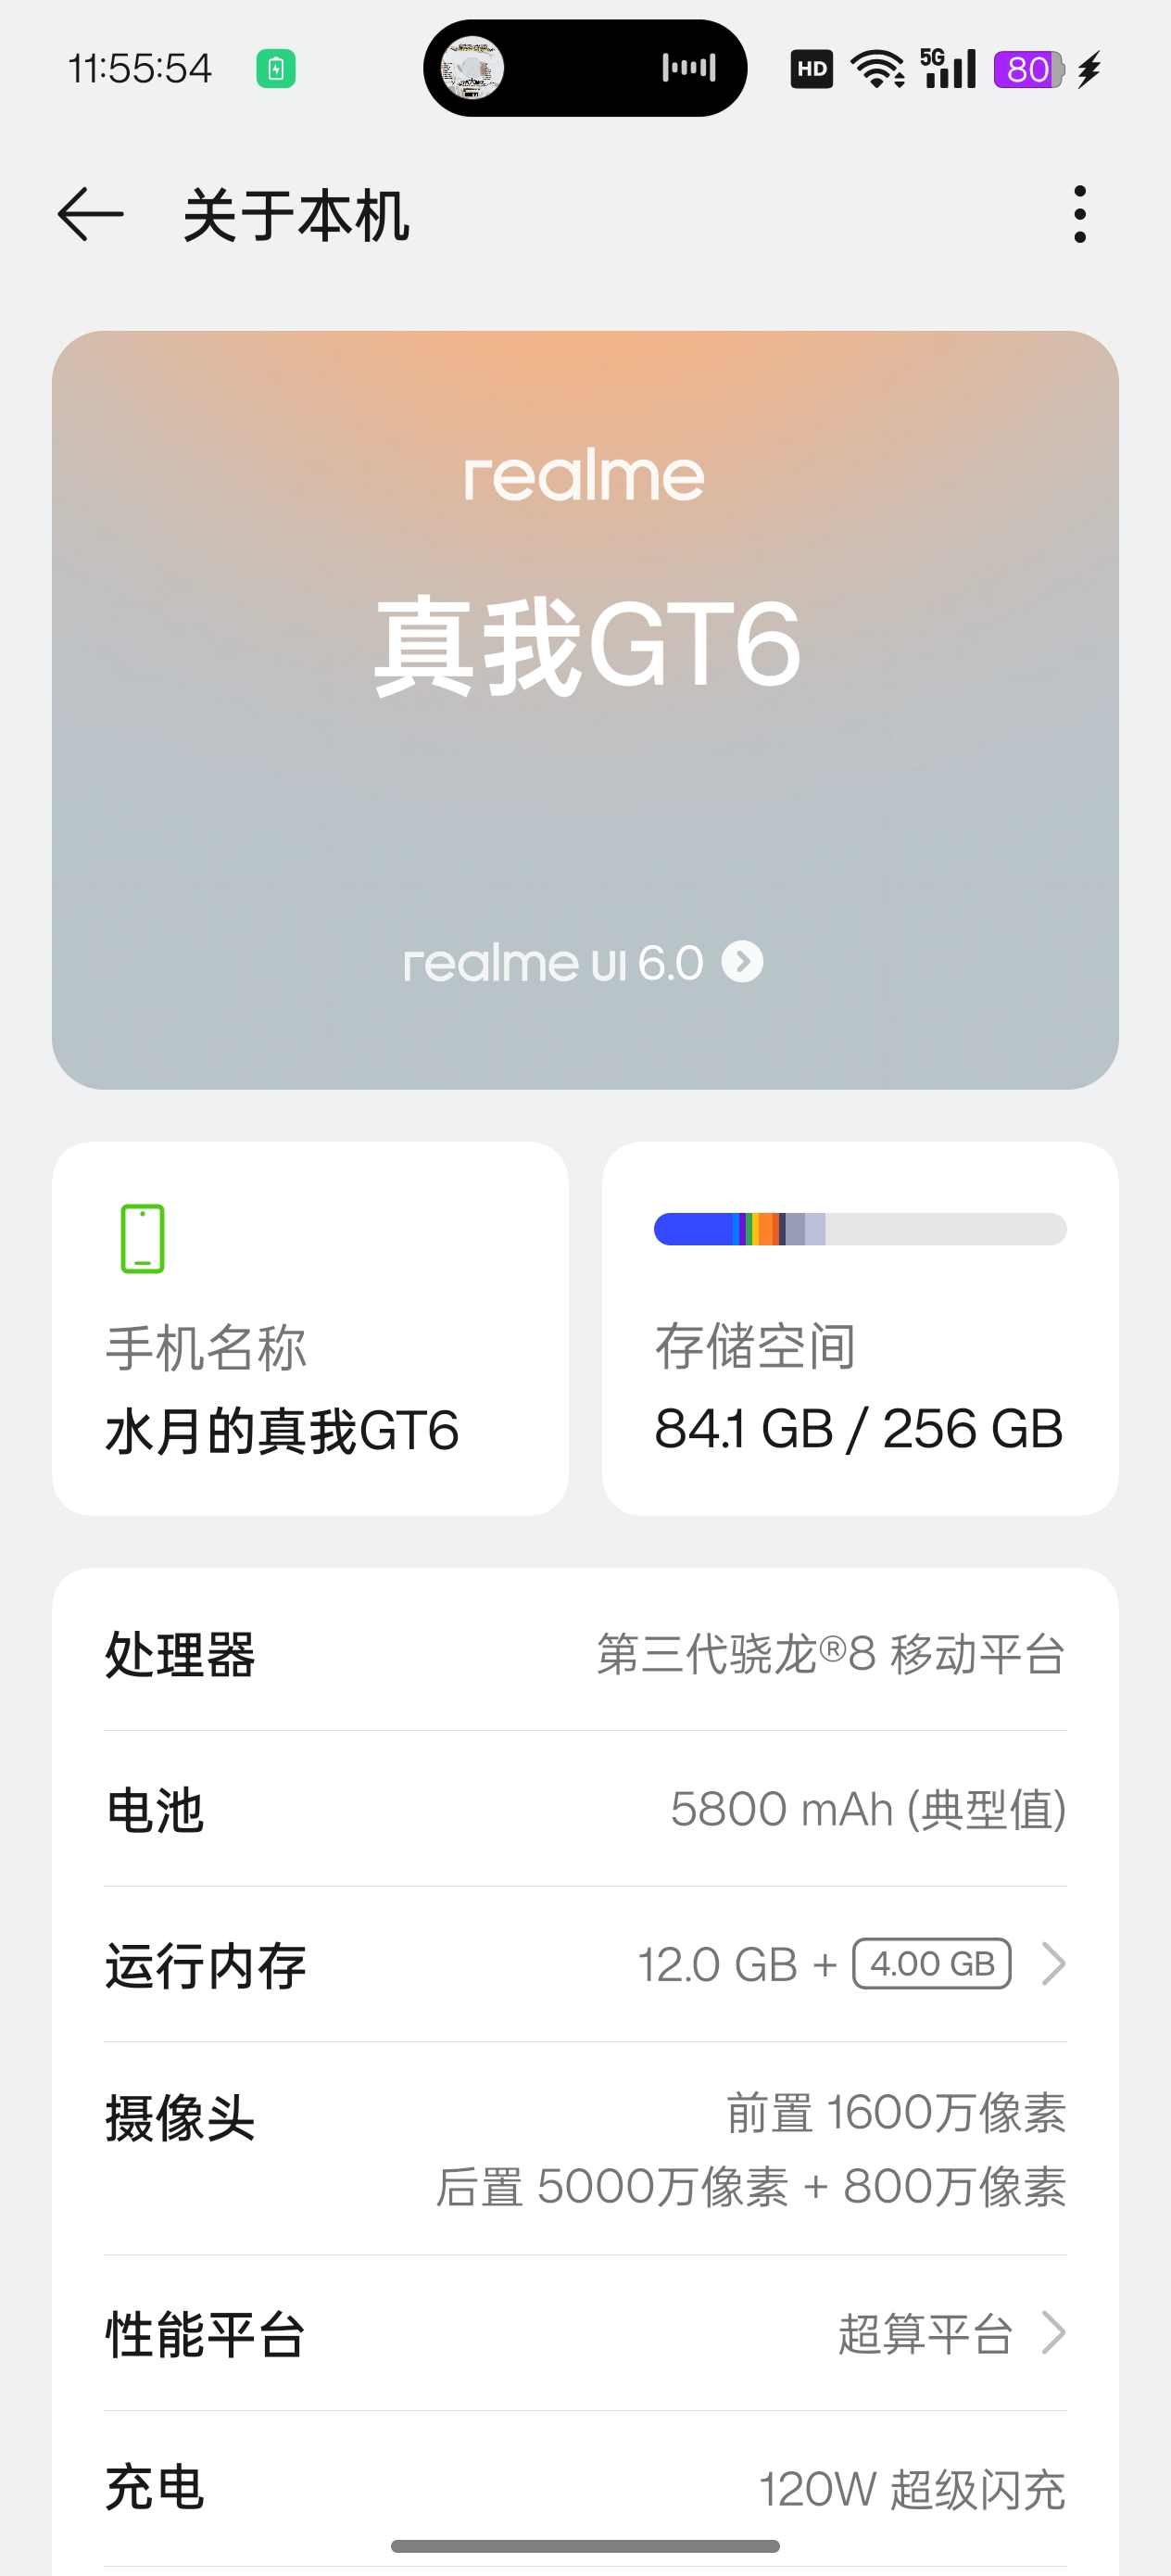 11:55:54
HD 5G 80
关于本机
realme
真我GT6
realme UI 6.0
手机名称
水月的真我GT6
存储空间
84.1 GB / 256 GB
处理器 第三代骁龙®8 移动平台
电池 5800 mAh (典型值)
运行内存 12.0 GB + 4.00 GB
摄像头 前置 1600万像素
后置 5000万像素 + 800万像素
性能平台 超算平台
充电 120W 超级闪充